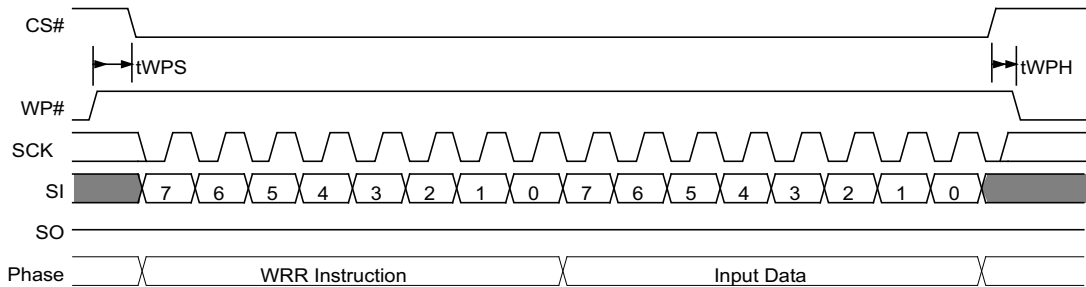 CS#
tWPS
tWPH
WP#
SCK
SI 7 6 5 4 3 2 1 0 7 6 5 4 3 2 1 0
SO
Phase WRR Instruction Input Data